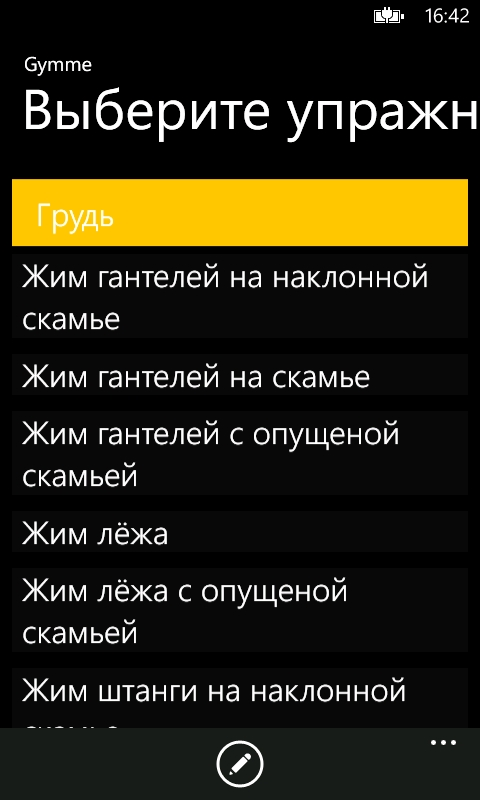 16:42
Gymme
Выберите упражн
Грудь
Жим гантелей на наклонной
скамье
Жим гантелей на скамье
Жим гантелей с опущеной
скамьей
Жим лёжа
Жим лёжа с опущеной
скамьей
Жим штанги на наклонной